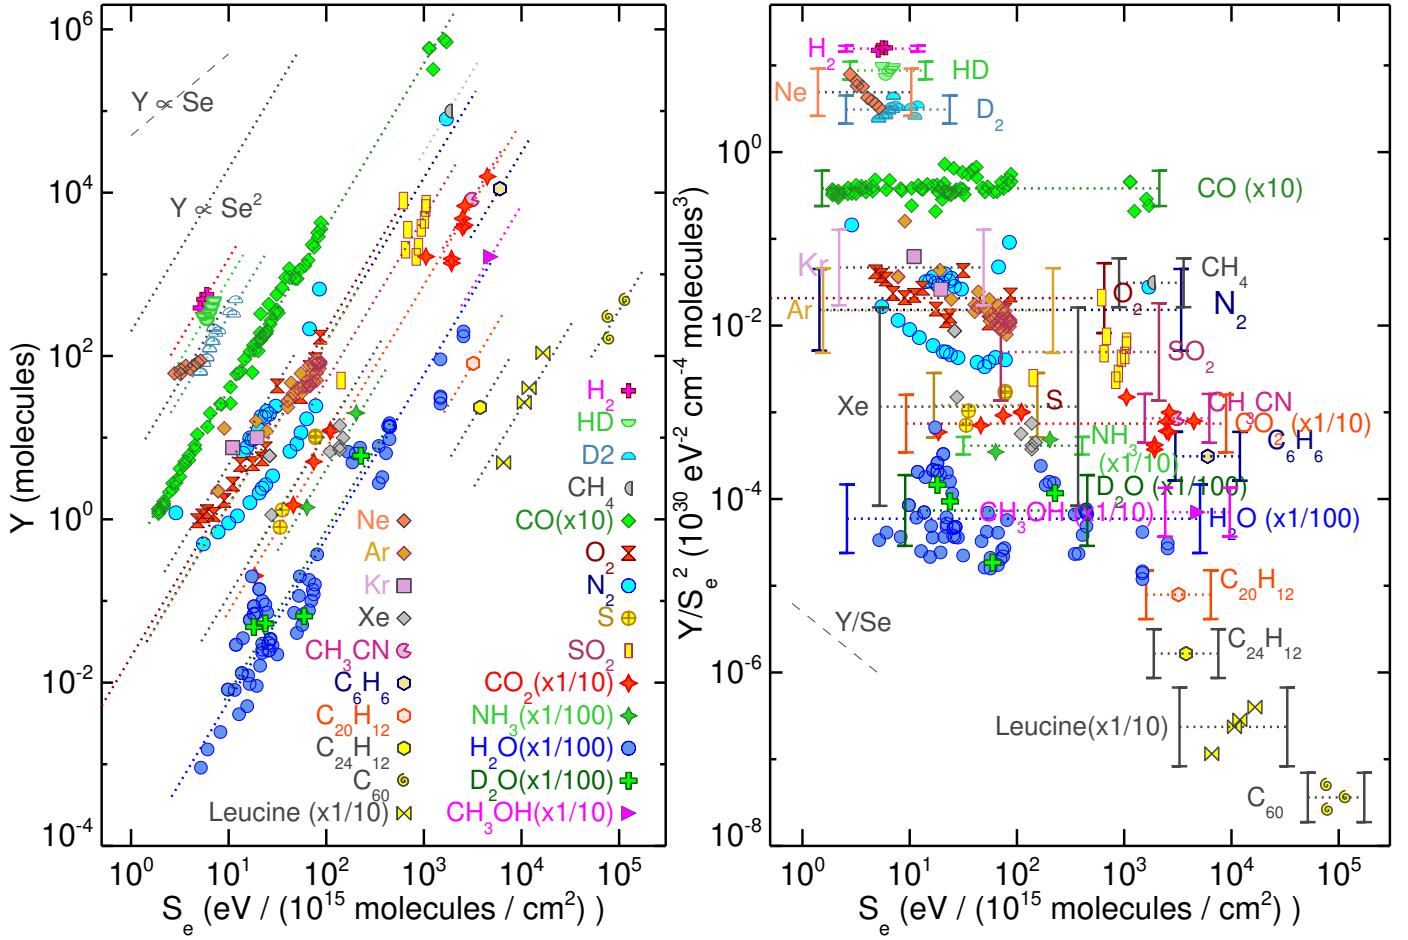 10^6
10^4
10^2
10^0
10^-2
10^-4
Y (molecules)
Y ∝ Se
Y ∝ Se^2
H_2
HD
D2
CH_4
Ne
CO(x10)
Ar
O_2
Kr
N_2
Xe
S
CH_3CN
SO_2
C_6H_6
CO_2(x1/10)
C_20H_12
NH_3(x1/100)
C_24H_12
H_2O(x1/100)
C_60
D_2O(x1/100)
Leucine (x1/10)
CH_3OH(x1/10)
10^0 10^1 10^2 10^3 10^4 10^5
S_e (eV / (10^15 molecules / cm^2) )
10^0
10^-2
10^-4
10^-6
10^-8
Y/S_e^2 (10^30 eV^-2 cm^-4 molecules^3)
H_2
HD
Ne
D_2
CO (x10)
Kr
CH_4
Ar
O_2
N_2
SO_2
Xe
S
CH_3CN
CO_2 (x1/10)
NH_3
(x1/10)
C_6H_6
D_2O (x1/100)
CH_3OH (x1/10)
H_2O (x1/100)
C_20H_12
Y/Se
C_24H_12
Leucine(x1/10)
C_60
10^0 10^1 10^2 10^3 10^4 10^5
S_e (eV / (10^15 molecules / cm^2) )